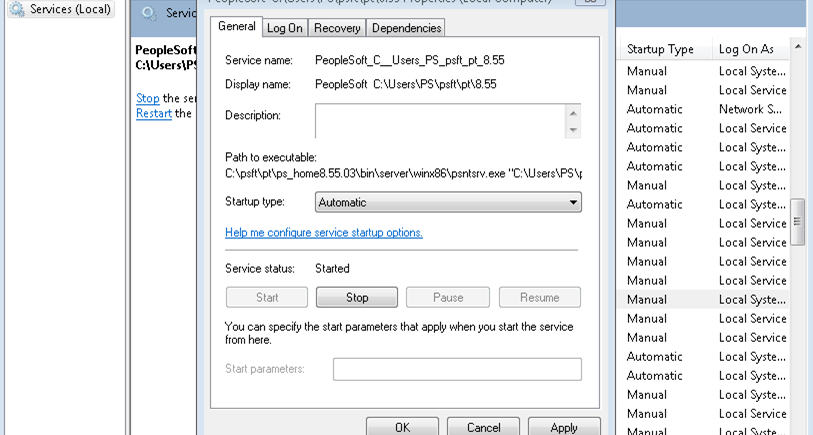 Services (Local)
Servic
PeopleSoft
C:\Users\PS
Stop the ser
Restart the
General
Log On
Recovery
Dependencies
Service name:
PeopleSoft_C__Users_PS_psft_pt_8.55
Display name:
PeopleSoft C:\Users\PS\psft\pt\8.55
Description:
Path to executable:
C:\psft\pt\ps_home8.55.03\bin\server\winx86\psntsrv.exe "C:\Users\PS\p
Startup type:
Automatic
Help me configure service startup options.
Service status:
Started
Start
Stop
Pause
Resume
You can specify the start parameters that apply when you start the service
from here.
Start parameters:
OK
Cancel
Apply
Startup Type Log On As
Manual Local Syste...
Manual Local Service
Automatic Network S...
Automatic Local Service
Automatic Local Syste...
Automatic Local Syste...
Manual Local Syste...
Automatic Local Syste...
Manual Local Service
Manual Local Service
Manual Local Service
Manual Local Service
Manual Local Syste...
Manual Local Service
Manual Local Service
Automatic Local Syste...
Automatic Local Syste...
Manual Local Syste...
Manual Local Service
Manual Local Syste...